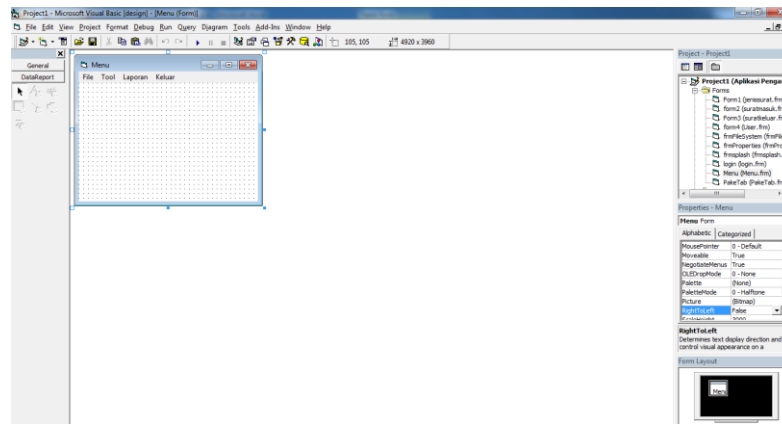 Project1 - Microsoft Visual Basic [design] - [Menu (Form)]
File Edit View Project Format Debug Run Query Diagram Tools Add-Ins Window Help
105, 105 4920 x 3960
General
DataReport
Menu
File Tool Laporan Keluar
Project - Project1
Project1 (Aplikasi Penga
Forms
Form1 (jenissurat.frm
form2 (suratmasuk.fr
Form3 (suratkeluar.fr
form4 (User.frm)
frmFileSystem (frmFile
frmProperties (frmPro
frmsplash (frmsplash.
login (login.frm)
Menu (Menu.frm)
PakeTab (PakeTab.fr
Properties - Menu
Menu Form
Alphabetic Categorized
MousePointer 0 - Default
Moveable True
NegotiateMenus True
OLEDropMode 0 - None
Palette (None)
PaletteMode 0 - Halftone
Picture (Bitmap)
RightToLeft False
ScaleHeight 3000
RightToLeft
Determines text display direction and
control visual appearance on a
Form Layout
Menu